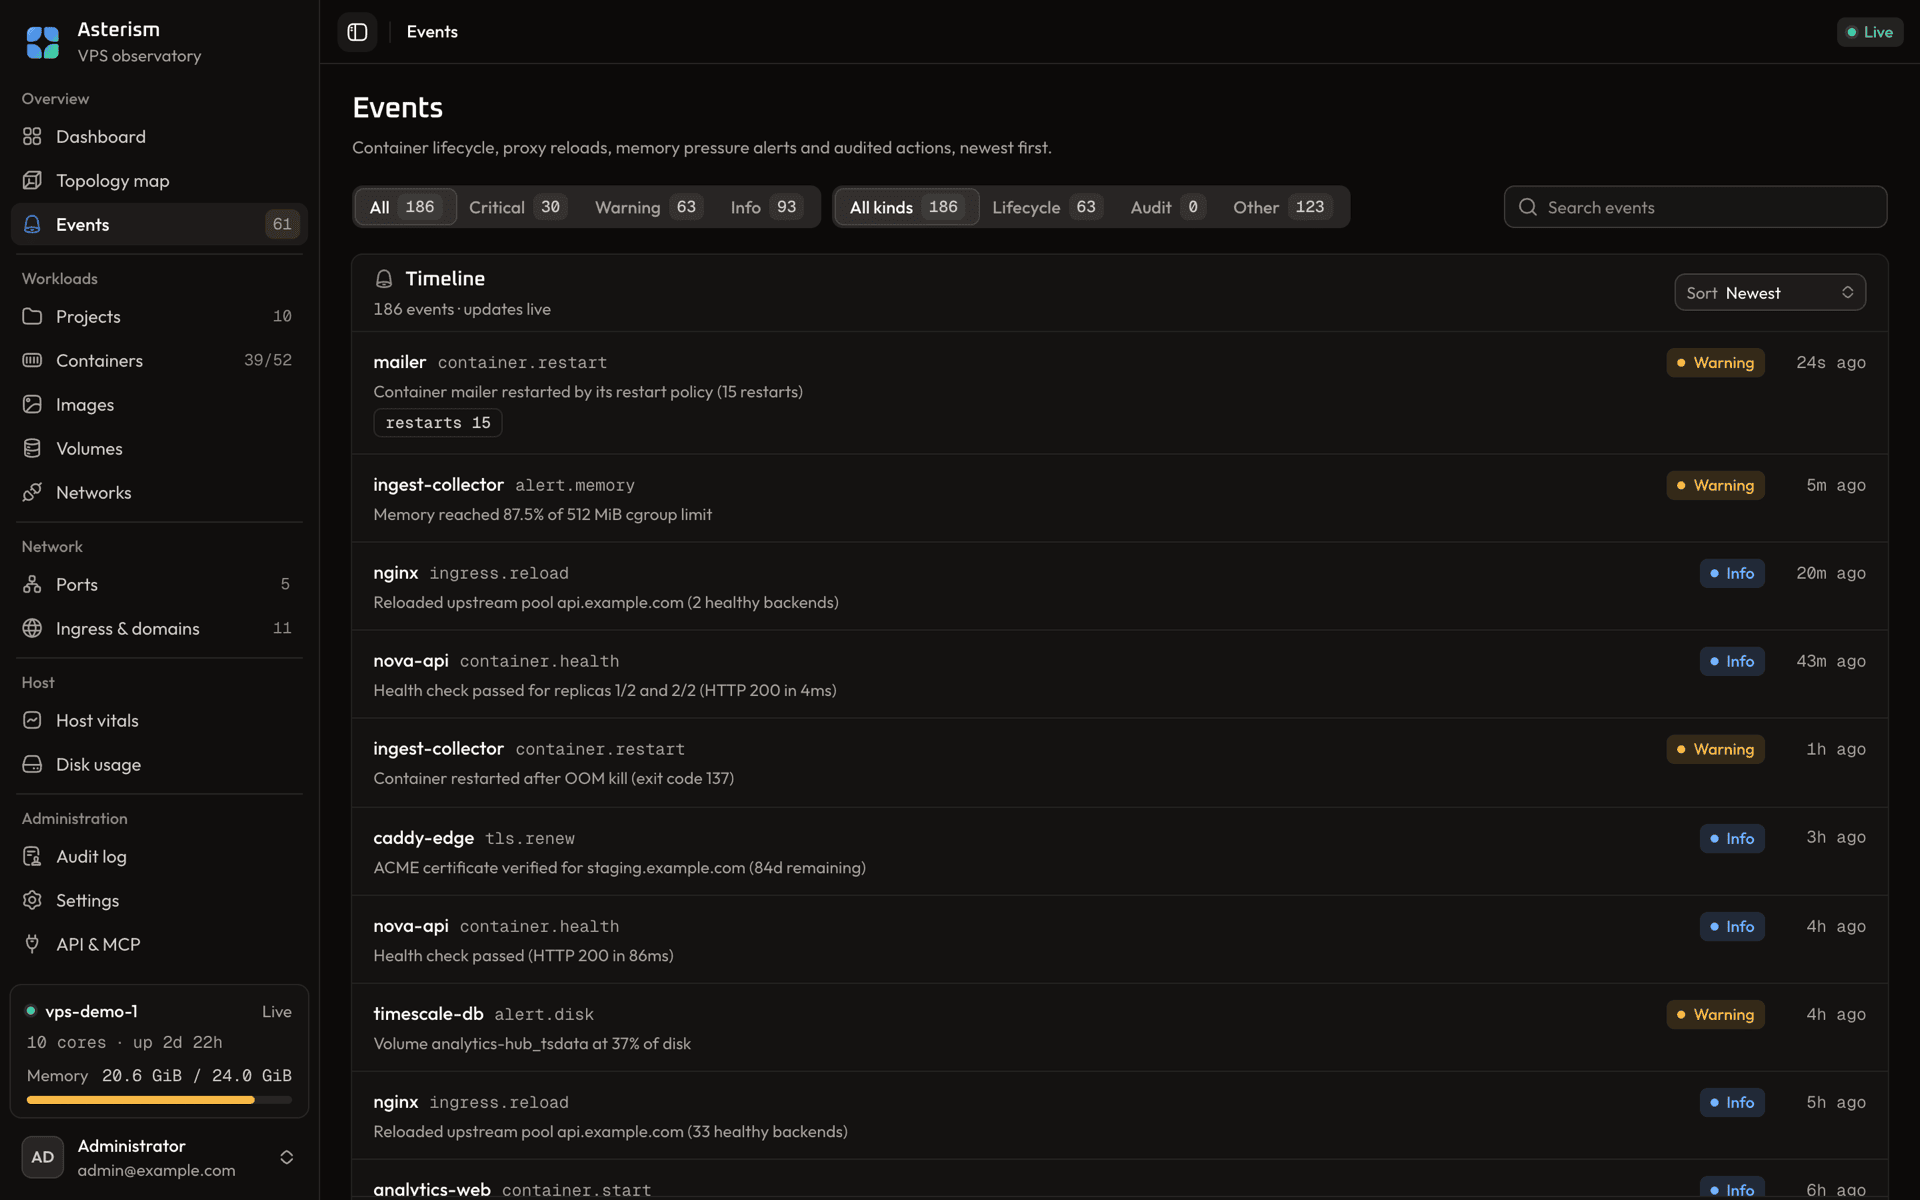 Asterism
VPS observatory
Overview
Dashboard
Topology map
Events 61
Workloads
Projects 10
Containers 39/52
Images
Volumes
Networks
Network
Ports 5
Ingress & domains 11
Host
Host vitals
Disk usage
Administration
Audit log
Settings
API & MCP
vps-demo-1 Live
10 cores · up 2d 22h
Memory 20.6 GiB / 24.0 GiB
AD
Administrator
admin@example.com
Events
Live
Events
Container lifecycle, proxy reloads, memory pressure alerts and audited actions, newest first.
All 186 Critical 30 Warning 63 Info 93
All kinds 186 Lifecycle 63 Audit 0 Other 123
Search events
Timeline
186 events · updates live
Sort Newest
mailer container.restart Warning 24s ago
Container mailer restarted by its restart policy (15 restarts)
restarts 15
ingest-collector alert.memory Warning 5m ago
Memory reached 87.5% of 512 MiB cgroup limit
nginx ingress.reload Info 20m ago
Reloaded upstream pool api.example.com (2 healthy backends)
nova-api container.health Info 43m ago
Health check passed for replicas 1/2 and 2/2 (HTTP 200 in 4ms)
ingest-collector container.restart Warning 1h ago
Container restarted after OOM kill (exit code 137)
caddy-edge tls.renew Info 3h ago
ACME certificate verified for staging.example.com (84d remaining)
nova-api container.health Info 4h ago
Health check passed (HTTP 200 in 86ms)
timescale-db alert.disk Warning 4h ago
Volume analytics-hub_tsdata at 37% of disk
nginx ingress.reload Info 5h ago
Reloaded upstream pool api.example.com (33 healthy backends)
analytics-web container.start Info 6h ago